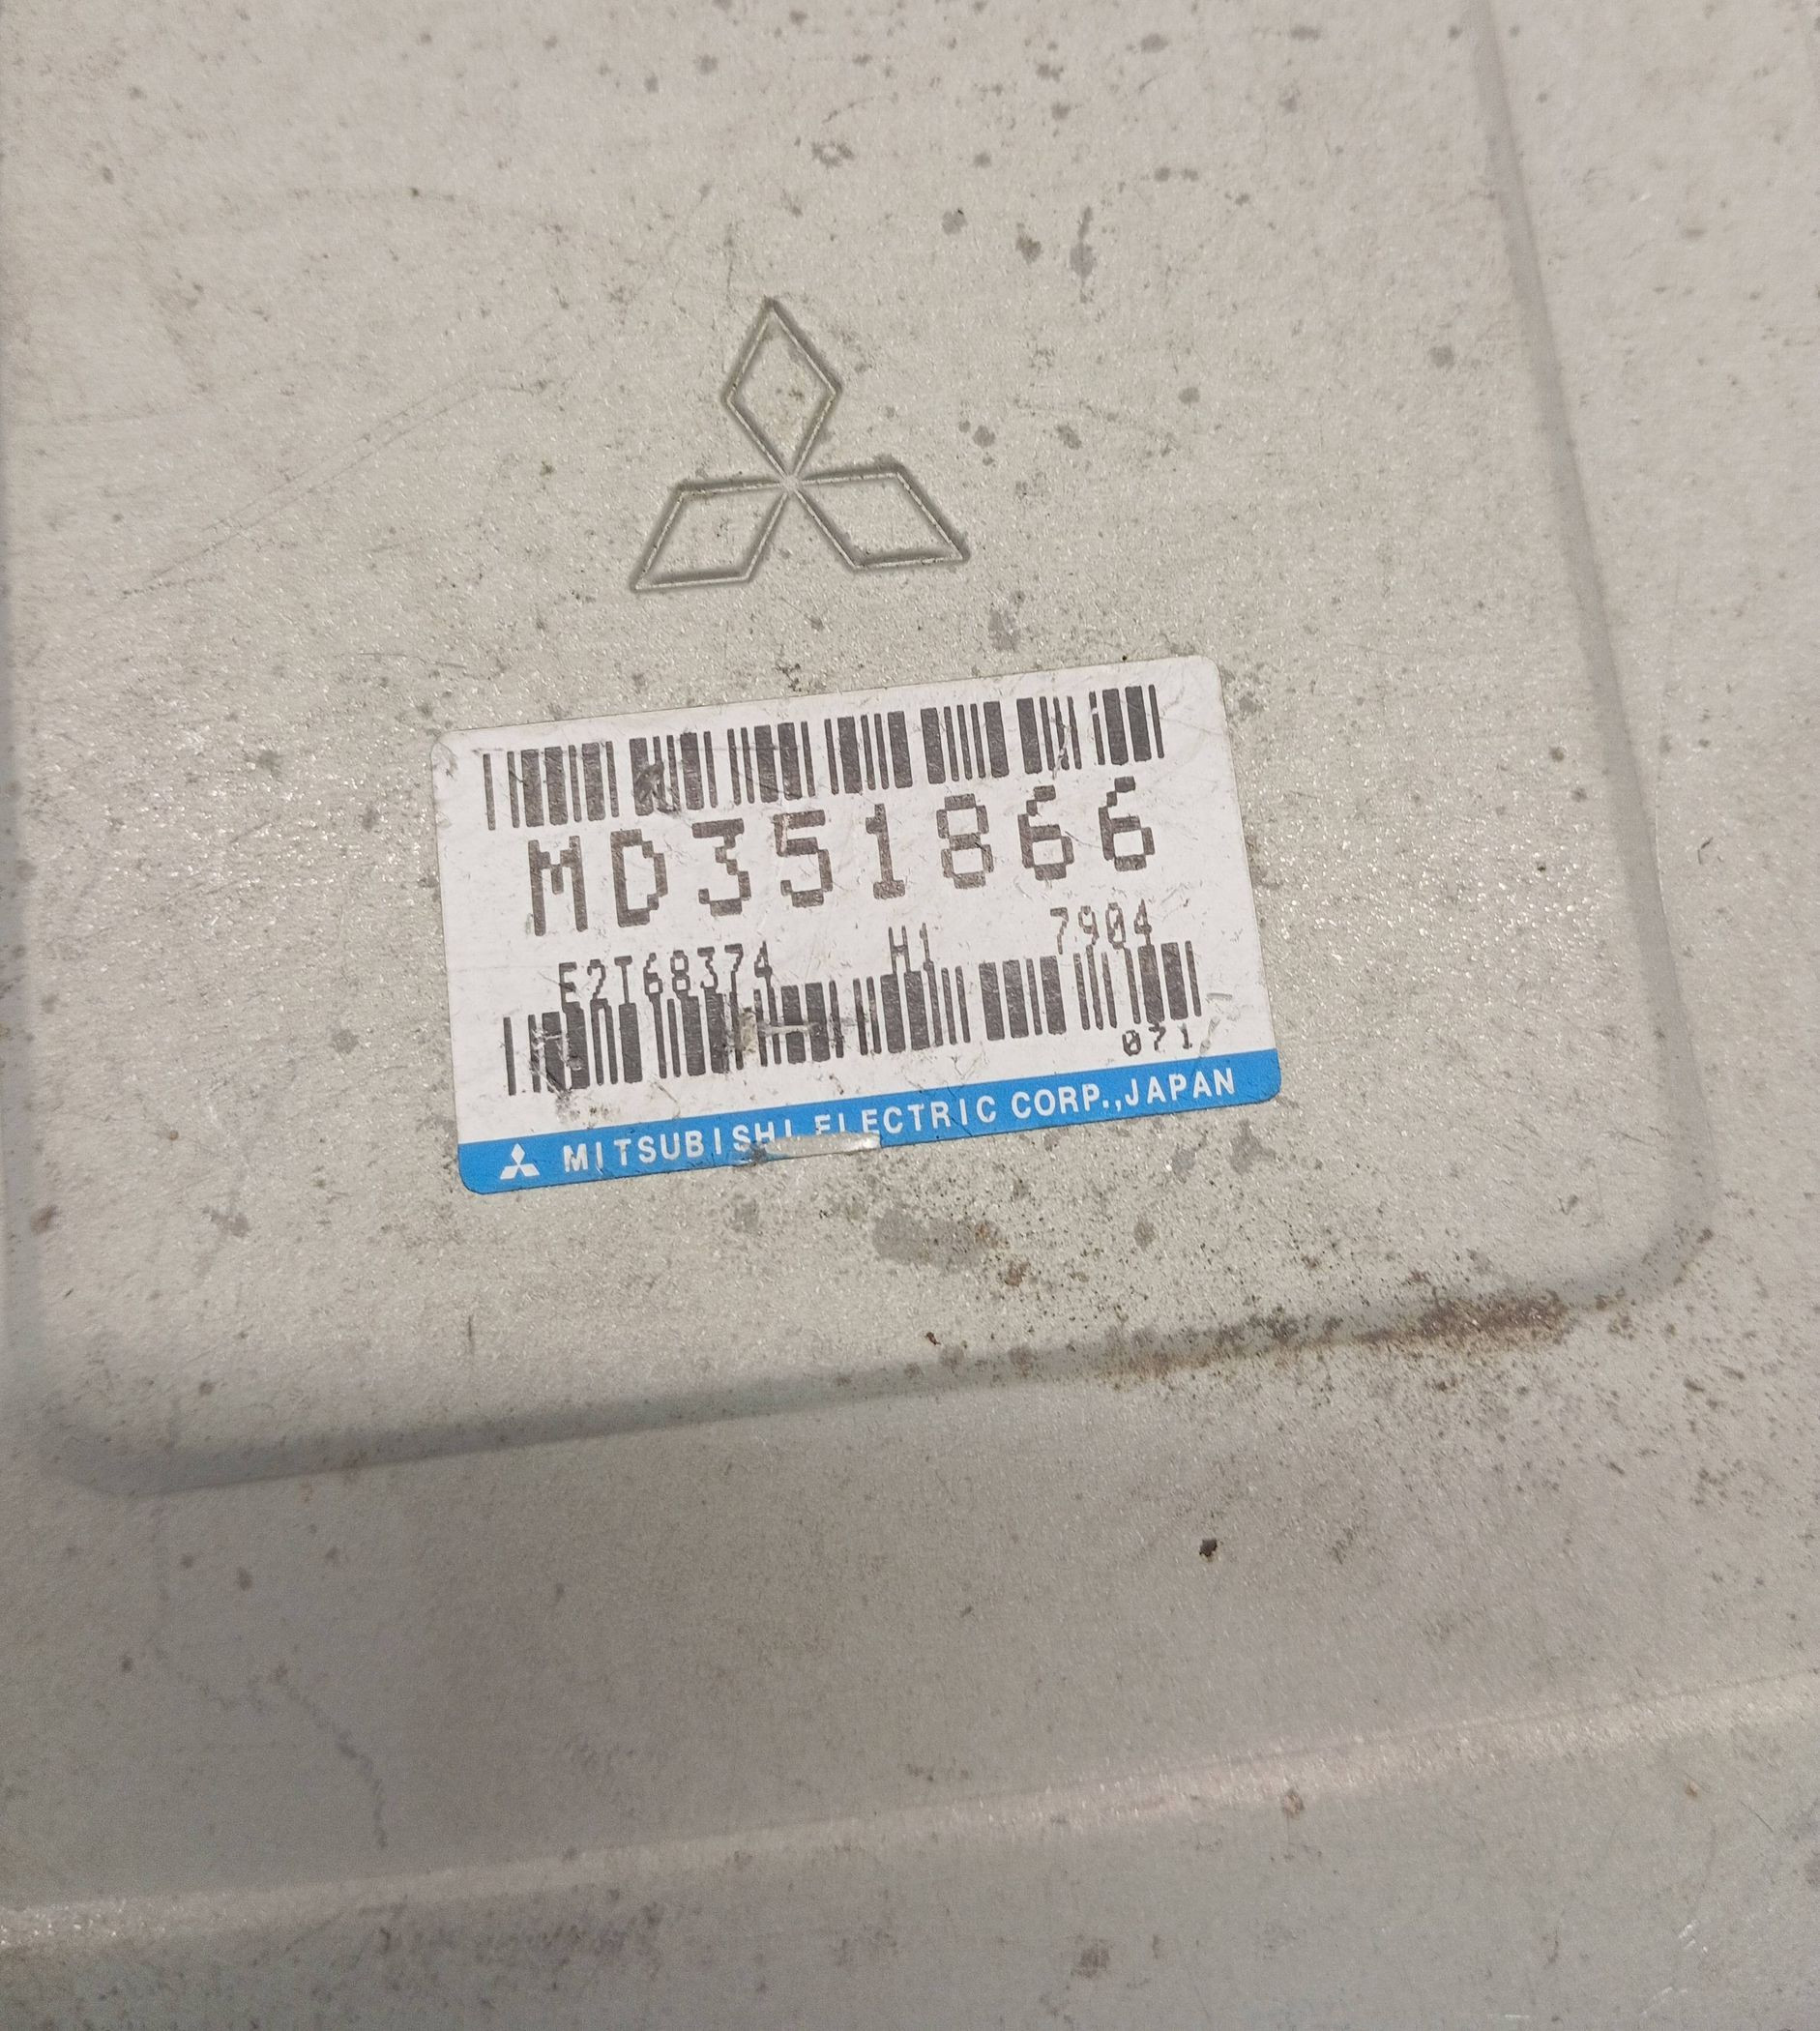 MD351866
E2T68374 H1 7904
071
MITSUBISHI ELECTRIC CORP.,JAPAN